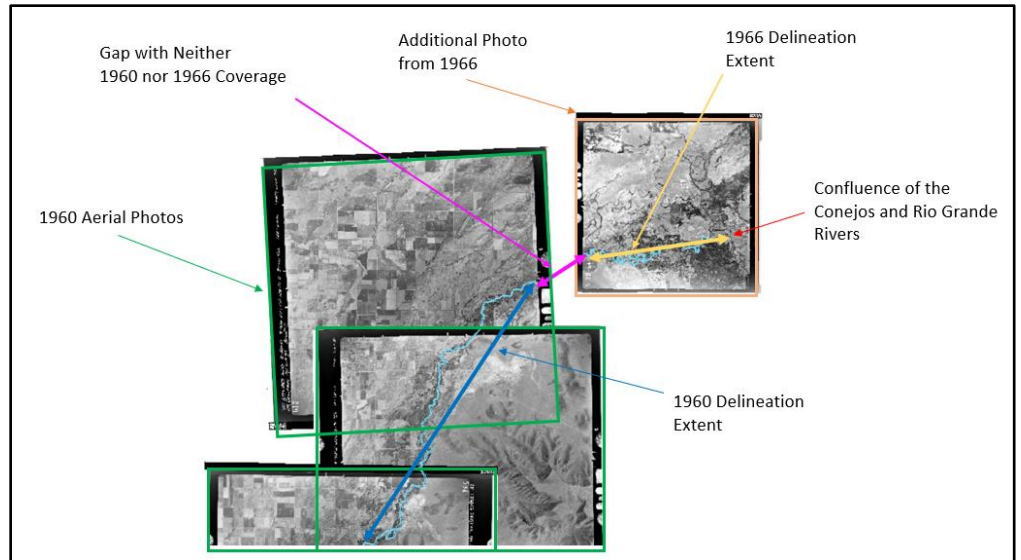 Gap with Neither
1960 nor 1966 Coverage
Additional Photo
from 1966
1966 Delineation
Extent
1960 Aerial Photos
Confluence of the
Conejos and Rio Grande
Rivers
1960 Delineation
Extent